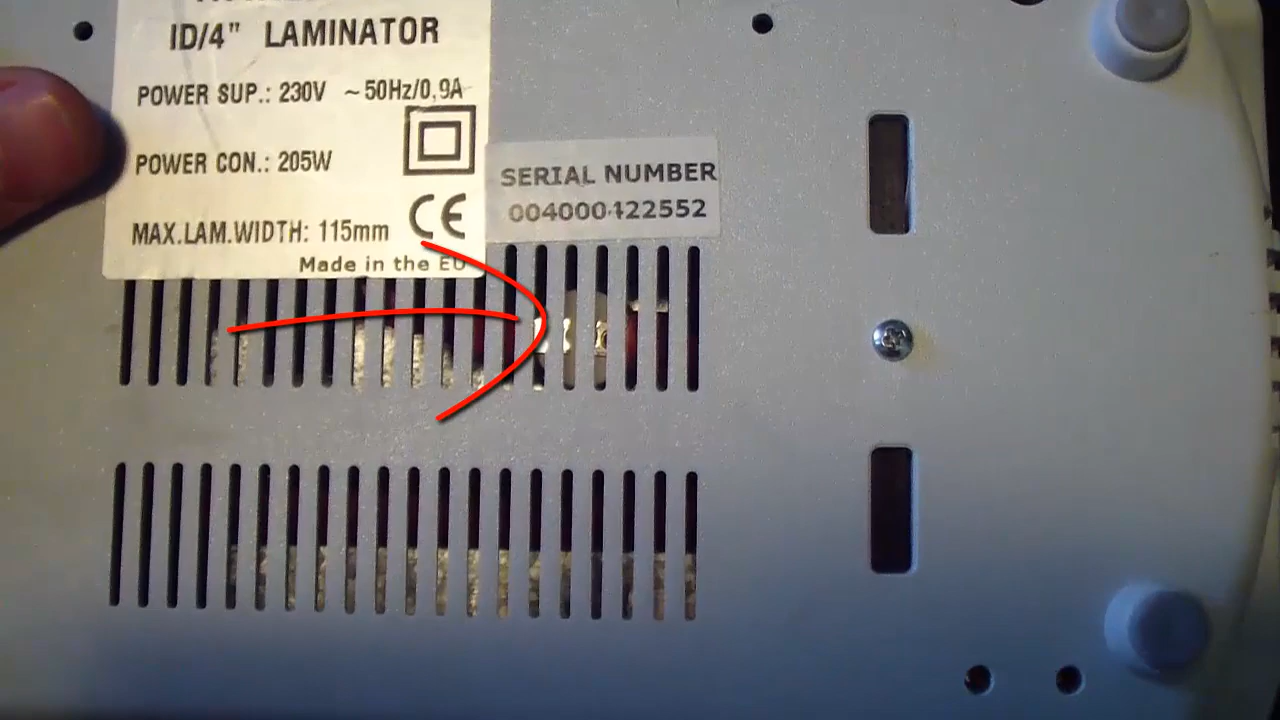 ID/4" LAMINATOR
POWER SUP.: 230V ~50Hz/0,9A
POWER CON.: 205W
MAX.LAM.WIDTH: 115mm
CE
Made in the EU
SERIAL NUMBER
004000422552